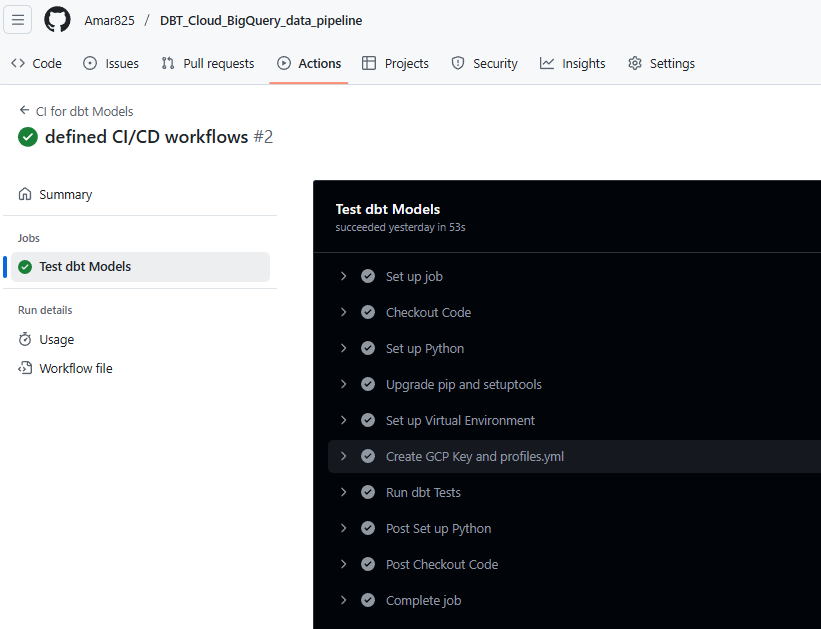 Amar825 / DBT_Cloud_BigQuery_data_pipeline
Code Issues Pull requests Actions Projects Security Insights Settings
CI for dbt Models
defined CI/CD workflows #2
Summary
Jobs
Test dbt Models
Run details
Usage
Workflow file
Test dbt Models
succeeded yesterday in 53s
Set up job
Checkout Code
Set up Python
Upgrade pip and setuptools
Set up Virtual Environment
Create GCP Key and profiles.yml
Run dbt Tests
Post Set up Python
Post Checkout Code
Complete job